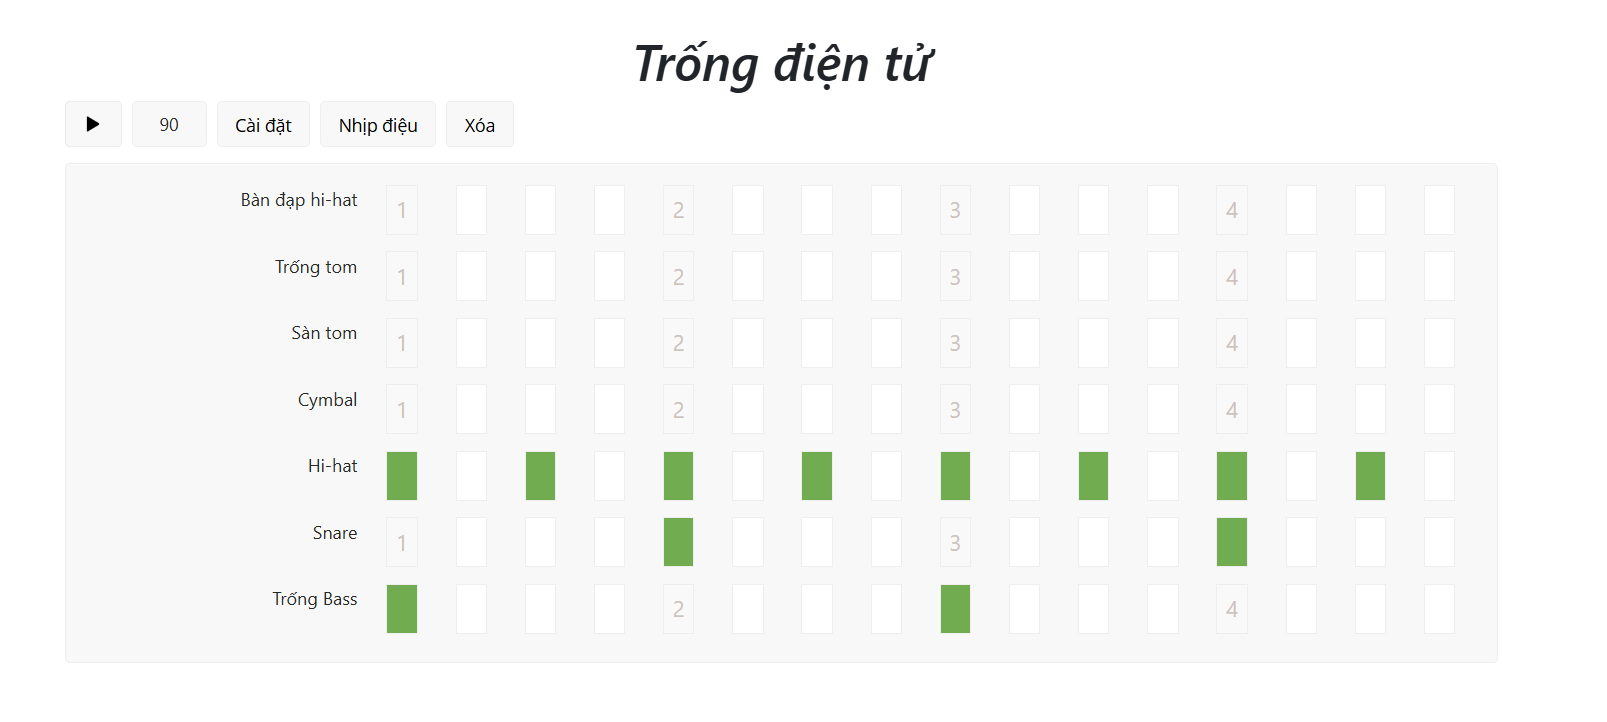 Trống điện tử
90 Cài đặt Nhịp điệu Xóa
Bàn đạp hi-hat 1 2 3 4
Trống tom 1 2 3 4
Sàn tom 1 2 3 4
Cymbal 1 2 3 4
Hi-hat
Snare 1 3
Trống Bass 2 4